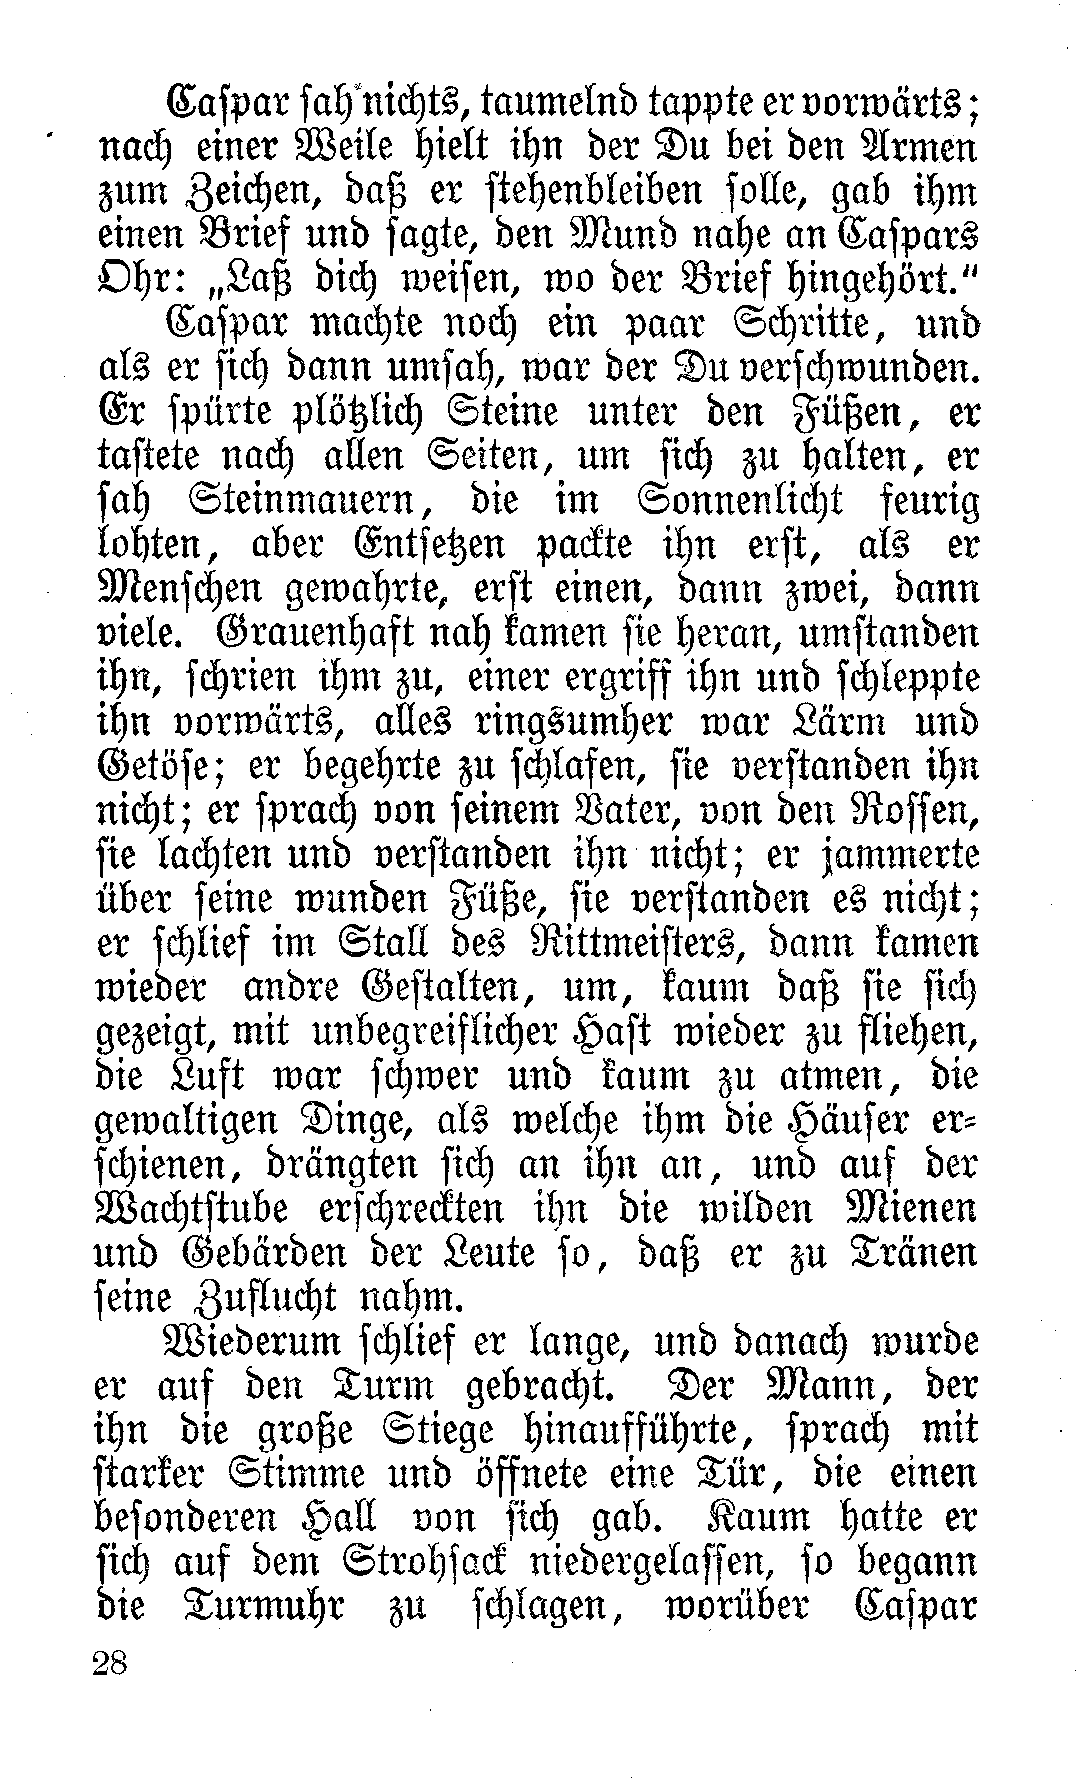 Caspar sah nichts, taumelnd tappte er vorwärts;
nach einer Weile hielt ihn der Du bei den Armen
zum Zeichen, daß er stehenbleiben solle, gab ihm
einen Brief und sagte, den Mund nahe an Caspars
Ohr: „Laß dich weisen, wo der Brief hingehört.“
Caspar machte noch ein paar Schritte, und
als er sich dann umsah, war der Du verschwunden.
Er spürte plötzlich Steine unter den Füßen, er
tastete nach allen Seiten, um sich zu halten, er
sah Steinmauern, die im Sonnenlicht feurig
lohten, aber Entsetzen packte ihn erst, als er
Menschen gewahrte, erst einen, dann zwei, dann
viele. Grauenhaft nah kamen sie heran, umstanden
ihn, schrien ihm zu, einer ergriff ihn und schleppte
ihn vorwärts, alles ringsumher war Lärm und
Getöse; er begehrte zu schlafen, sie verstanden ihn
nicht; er sprach von seinem Vater, von den Rossen,
sie lachten und verstanden ihn nicht; er jammerte
über seine wunden Füße, sie verstanden es nicht;
er schlief im Stall des Rittmeisters, dann kamen
wieder andre Gestalten, um, kaum daß sie sich
gezeigt, mit unbegreiflicher Hast wieder zu fliehen,
die Luft war schwer und kaum zu atmen, die
gewaltigen Dinge, als welche ihm die Häuser er-
schienen, drängten sich an ihn an, und auf der
Wachtstube erschreckten ihn die wilden Mienen
und Gebärden der Leute so, daß er zu Tränen
seine Zuflucht nahm.
Wiederum schlief er lange, und danach wurde
er auf den Turm gebracht. Der Mann, der
ihn die große Stiege hinaufführte, sprach mit
starker Stimme und öffnete eine Tür, die einen
besonderen Hall von sich gab. Kaum hatte er
sich auf dem Strohsack niedergelassen, so begann
die Turmuhr zu schlagen, worüber Caspar
28